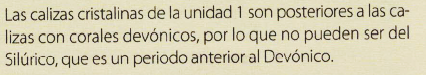 Las calizas cristalinas de la unidad 1 son posteriores a las ca-
lizas con corales devónicos, por lo que no pueden ser del
Silúrico, que es un periodo anterior al Devónico.